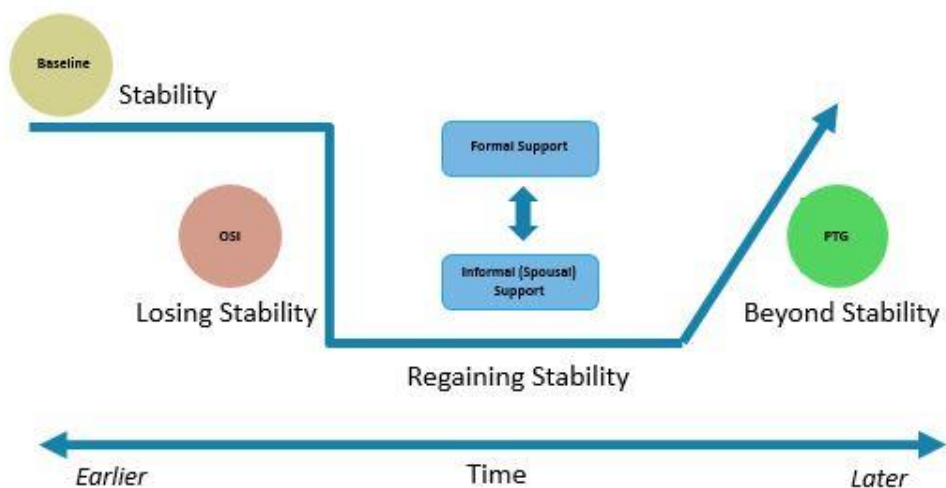 Baseline
Stability
Formal Support
OSI
PTG
Informal (Spousal)
Support
Losing Stability
Beyond Stability
Regaining Stability
Earlier
Time
Later